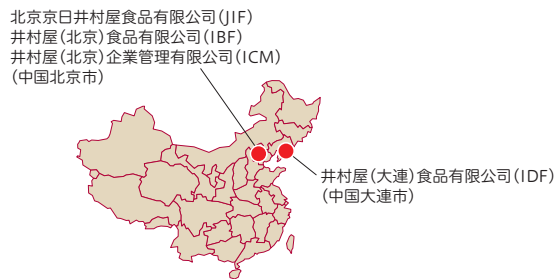 北京京日井村屋食品有限公司（JIF）
井村屋（北京）食品有限公司（IBF）
井村屋（北京）企業管理有限公司（ICM）
（中国北京市）
井村屋（大連）食品有限公司（IDF）
（中国大連市）